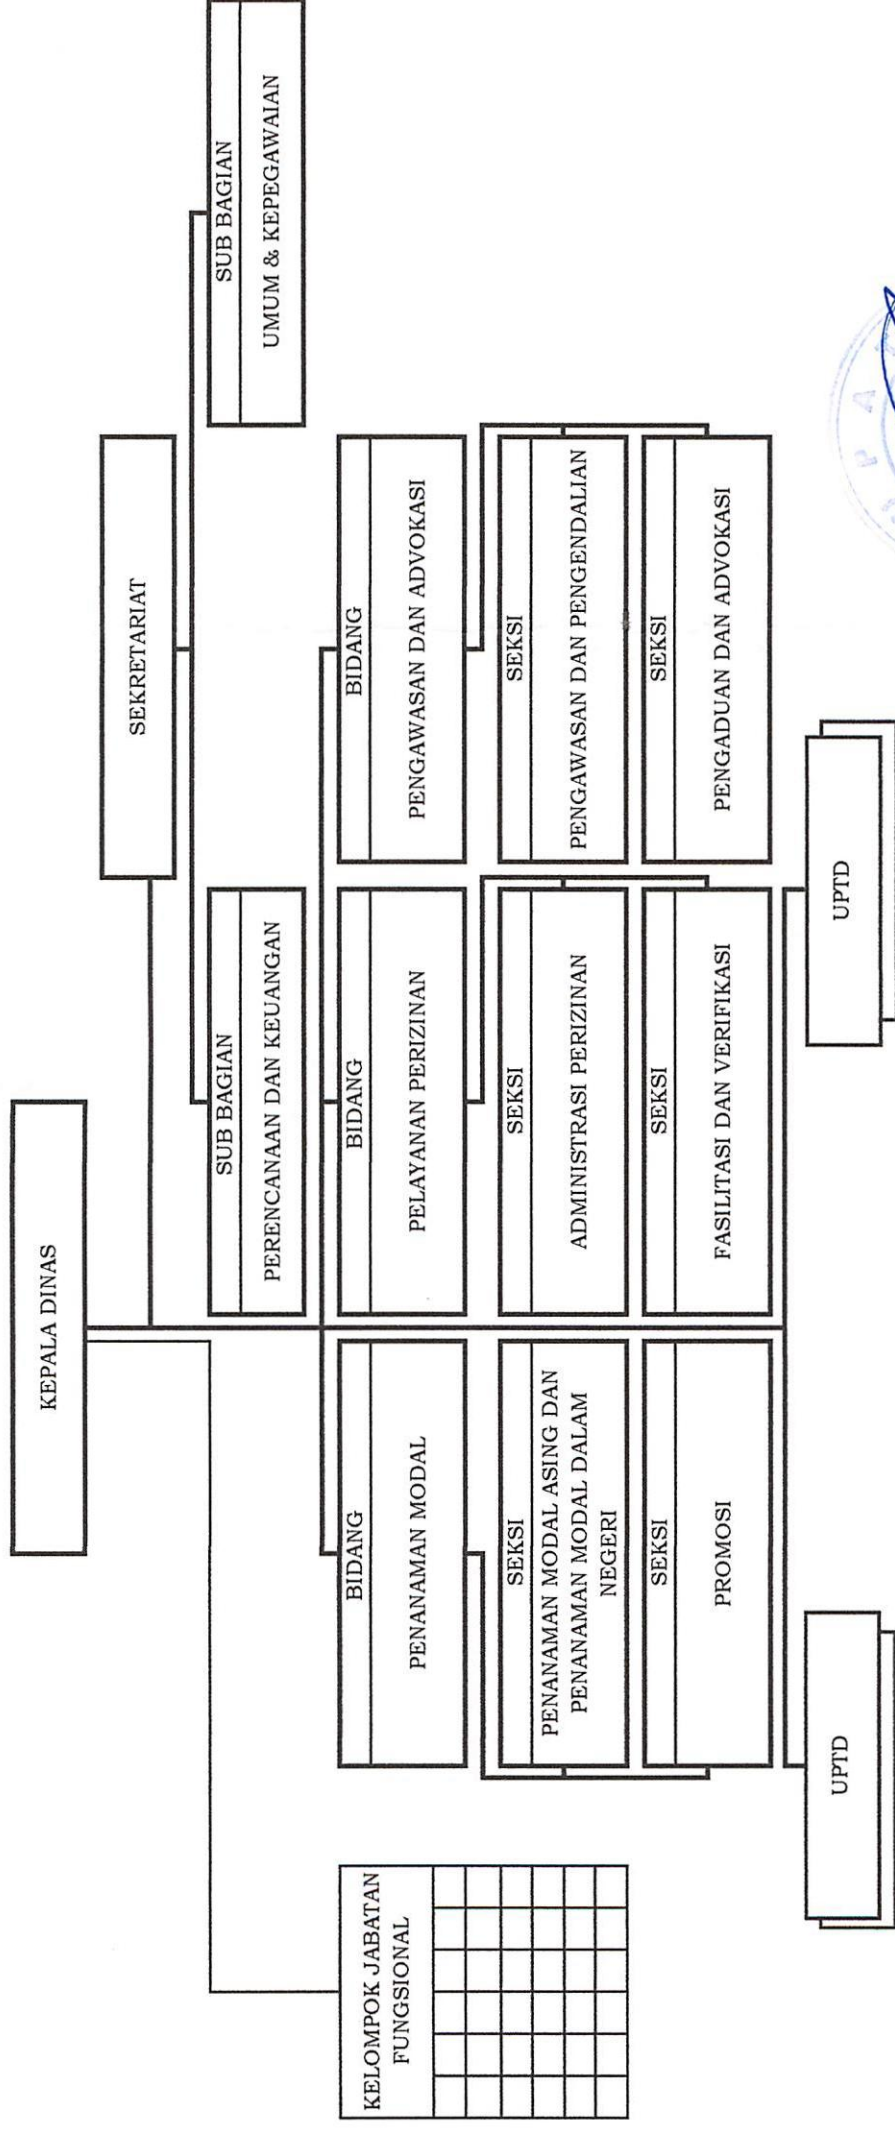 KEPALA DINAS
SEKRETARIAT
SUB BAGIAN
PERENCANAAN DAN KEUANGAN
SUB BAGIAN
UMUM & KEPEGAWAIAN
KELOMPOK JABATAN
FUNGSIONAL
BIDANG
PENANAMAN MODAL
BIDANG
PELAYANAN PERIZINAN
BIDANG
PENGAWASAN DAN ADVOKASI
SEKSI
PENANAMAN MODAL ASING DAN
PENANAMAN MODAL DALAM
NEGERI
SEKSI
ADMINISTRASI PERIZINAN
SEKSI
PENGAWASAN DAN PENGENDALIAN
SEKSI
PROMOSI
SEKSI
FASILITASI DAN VERIFIKASI
SEKSI
PENGADUAN DAN ADVOKASI
UPTD
UPTD